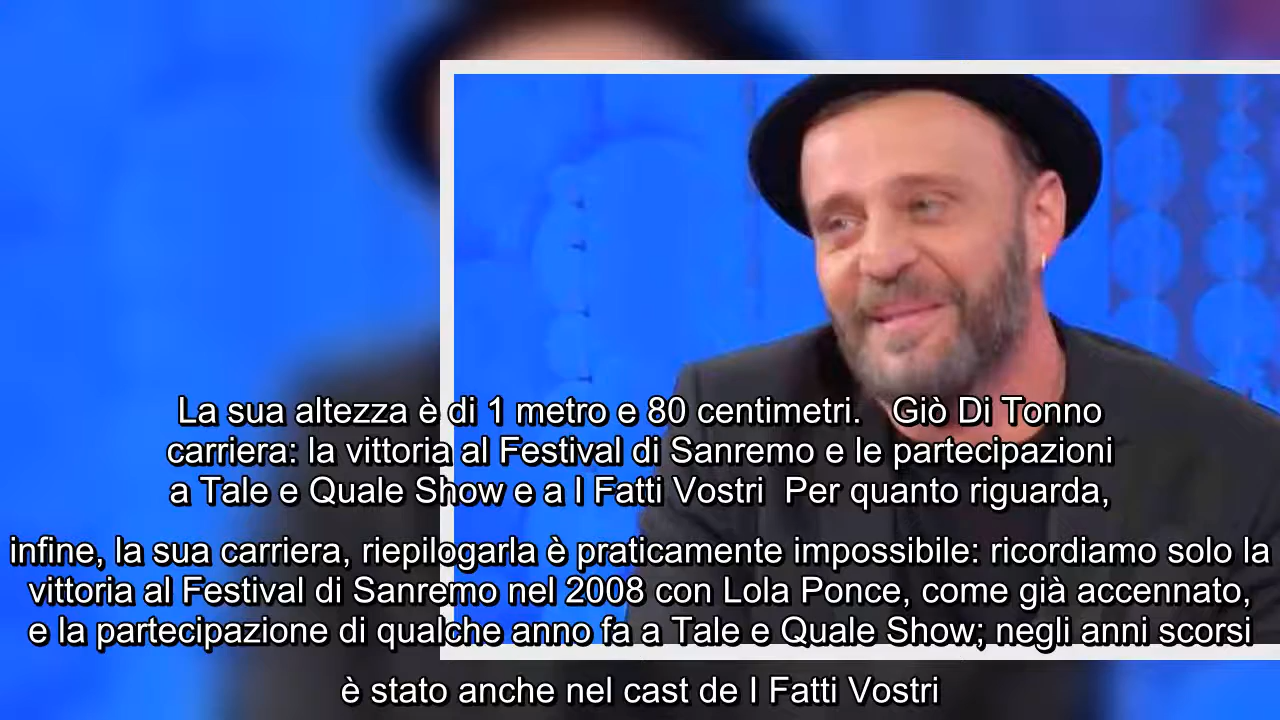 La sua altezza è di 1 metro e 80 centimetri.   Giò Di Tonno
carriera: la vittoria al Festival di Sanremo e le partecipazioni
a Tale e Quale Show e a I Fatti Vostri  Per quanto riguarda,
infine, la sua carriera, riepilogarla è praticamente impossibile: ricordiamo solo la
vittoria al Festival di Sanremo nel 2008 con Lola Ponce, come già accennato,
e la partecipazione di qualche anno fa a Tale e Quale Show; negli anni scorsi
è stato anche nel cast de I Fatti Vostri